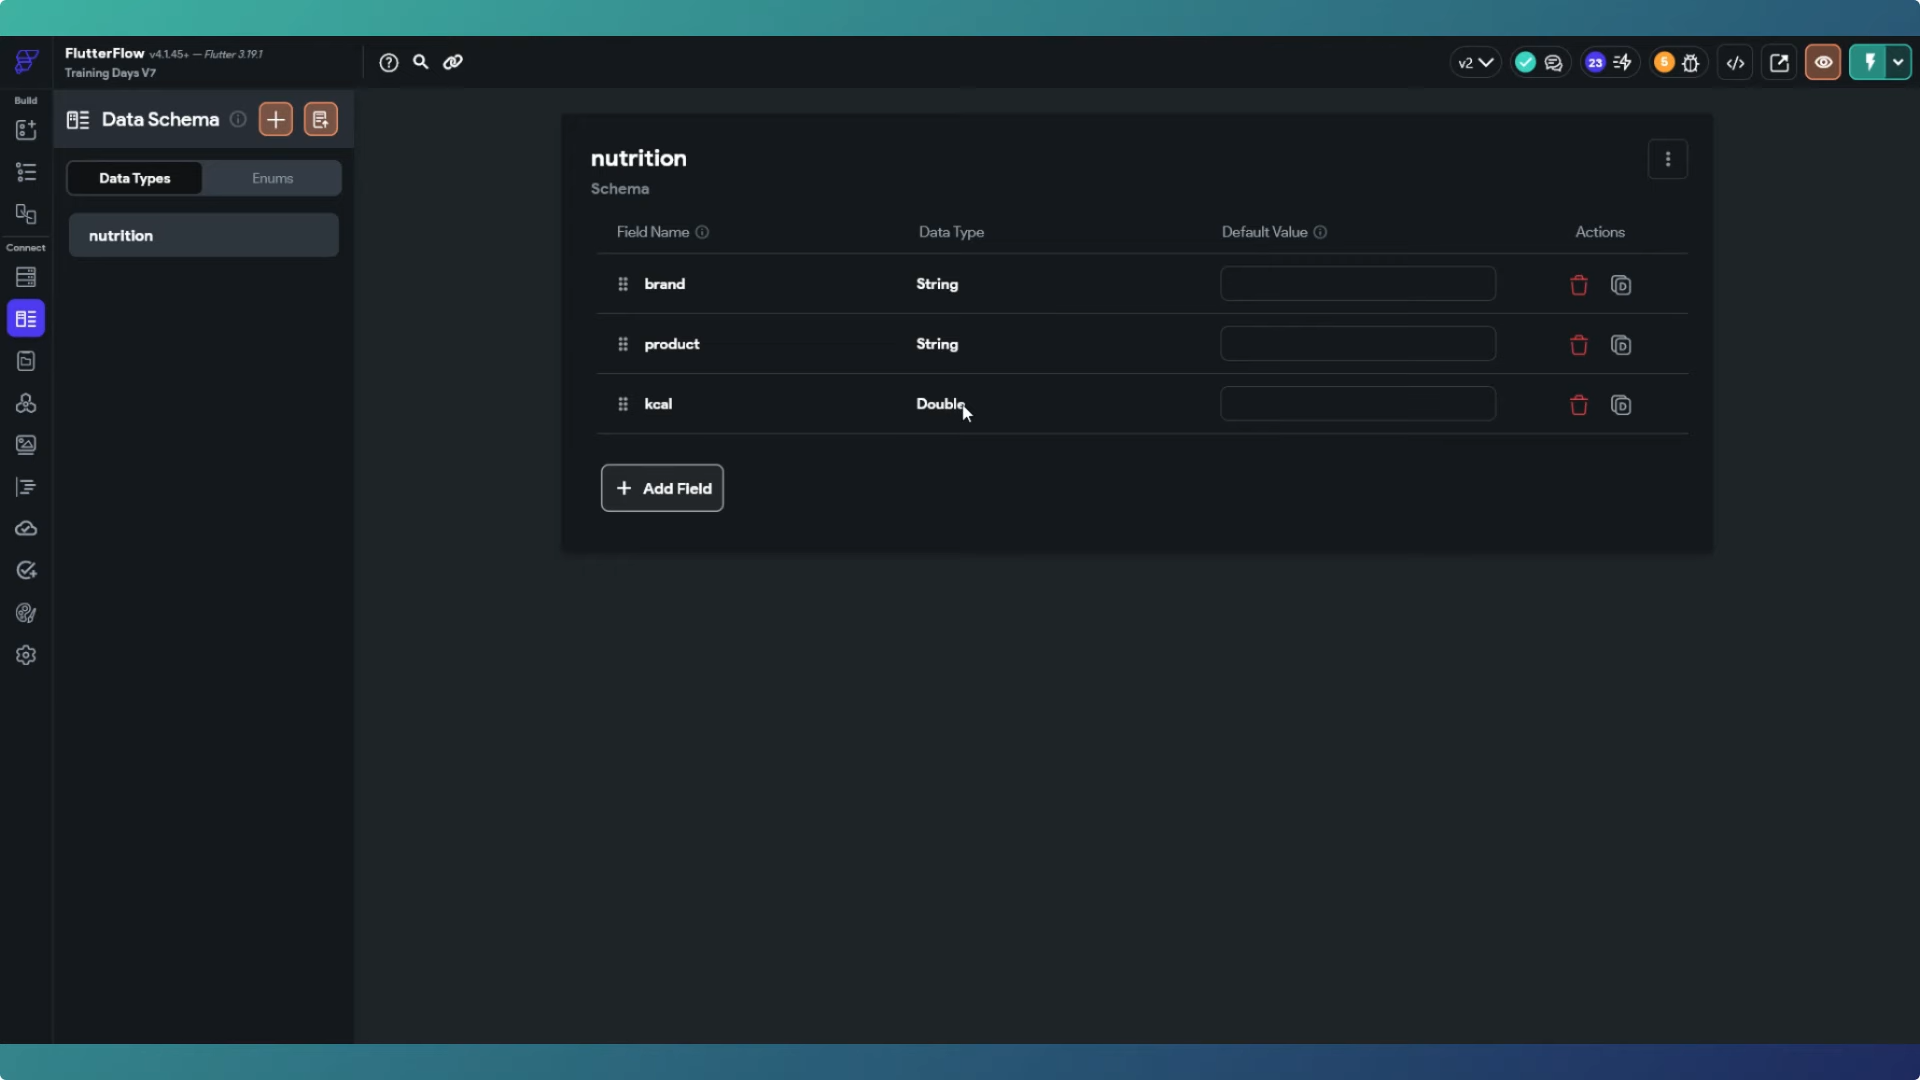 FlutterFlow v4.1.45+ — Flutter 3.19.1
Training Days V7
v2
23
5
Build
Data Schema
Data Types
Enums
nutrition
Connect
nutrition
Schema
Field Name
Data Type
Default Value
Actions
brand
String
product
String
kcal
Double
+ Add Field